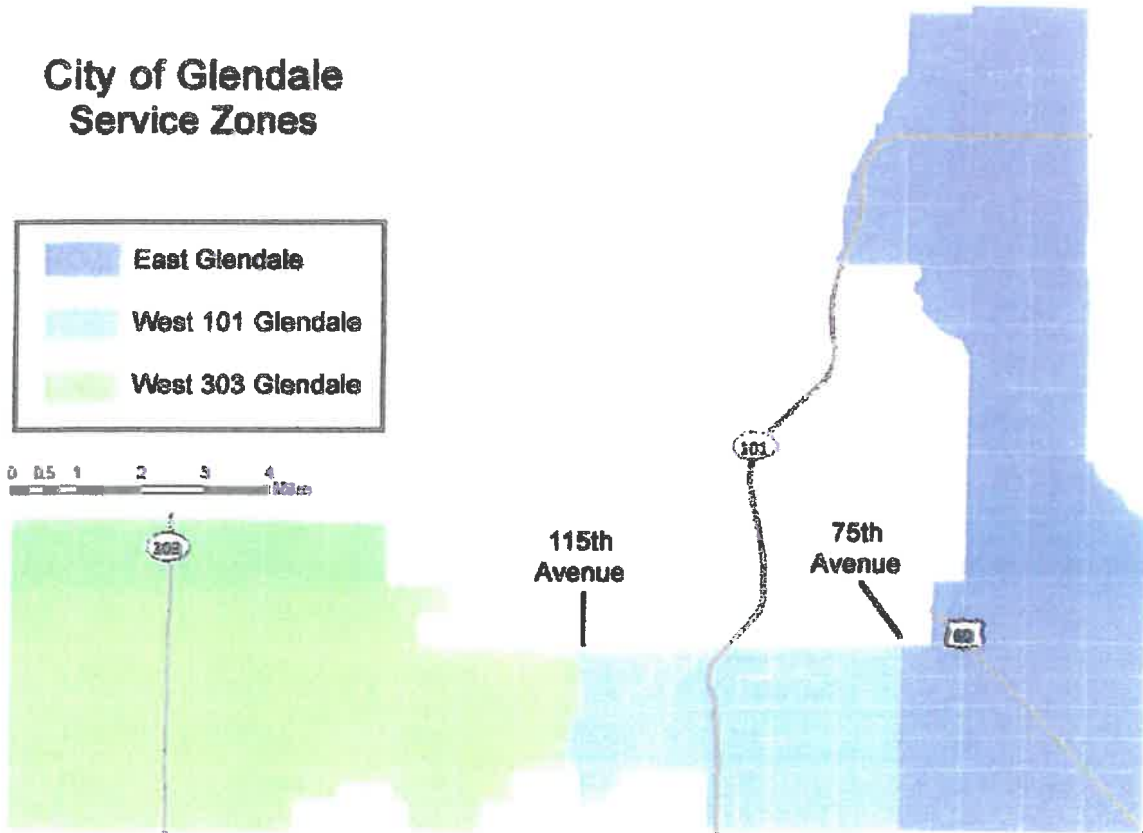 City of Glendale
Service Zones
East Glendale
West 101 Glendale
West 303 Glendale
0 0.5 1 2 3 4
Miles
303
101
115th
Avenue
75th
Avenue
60